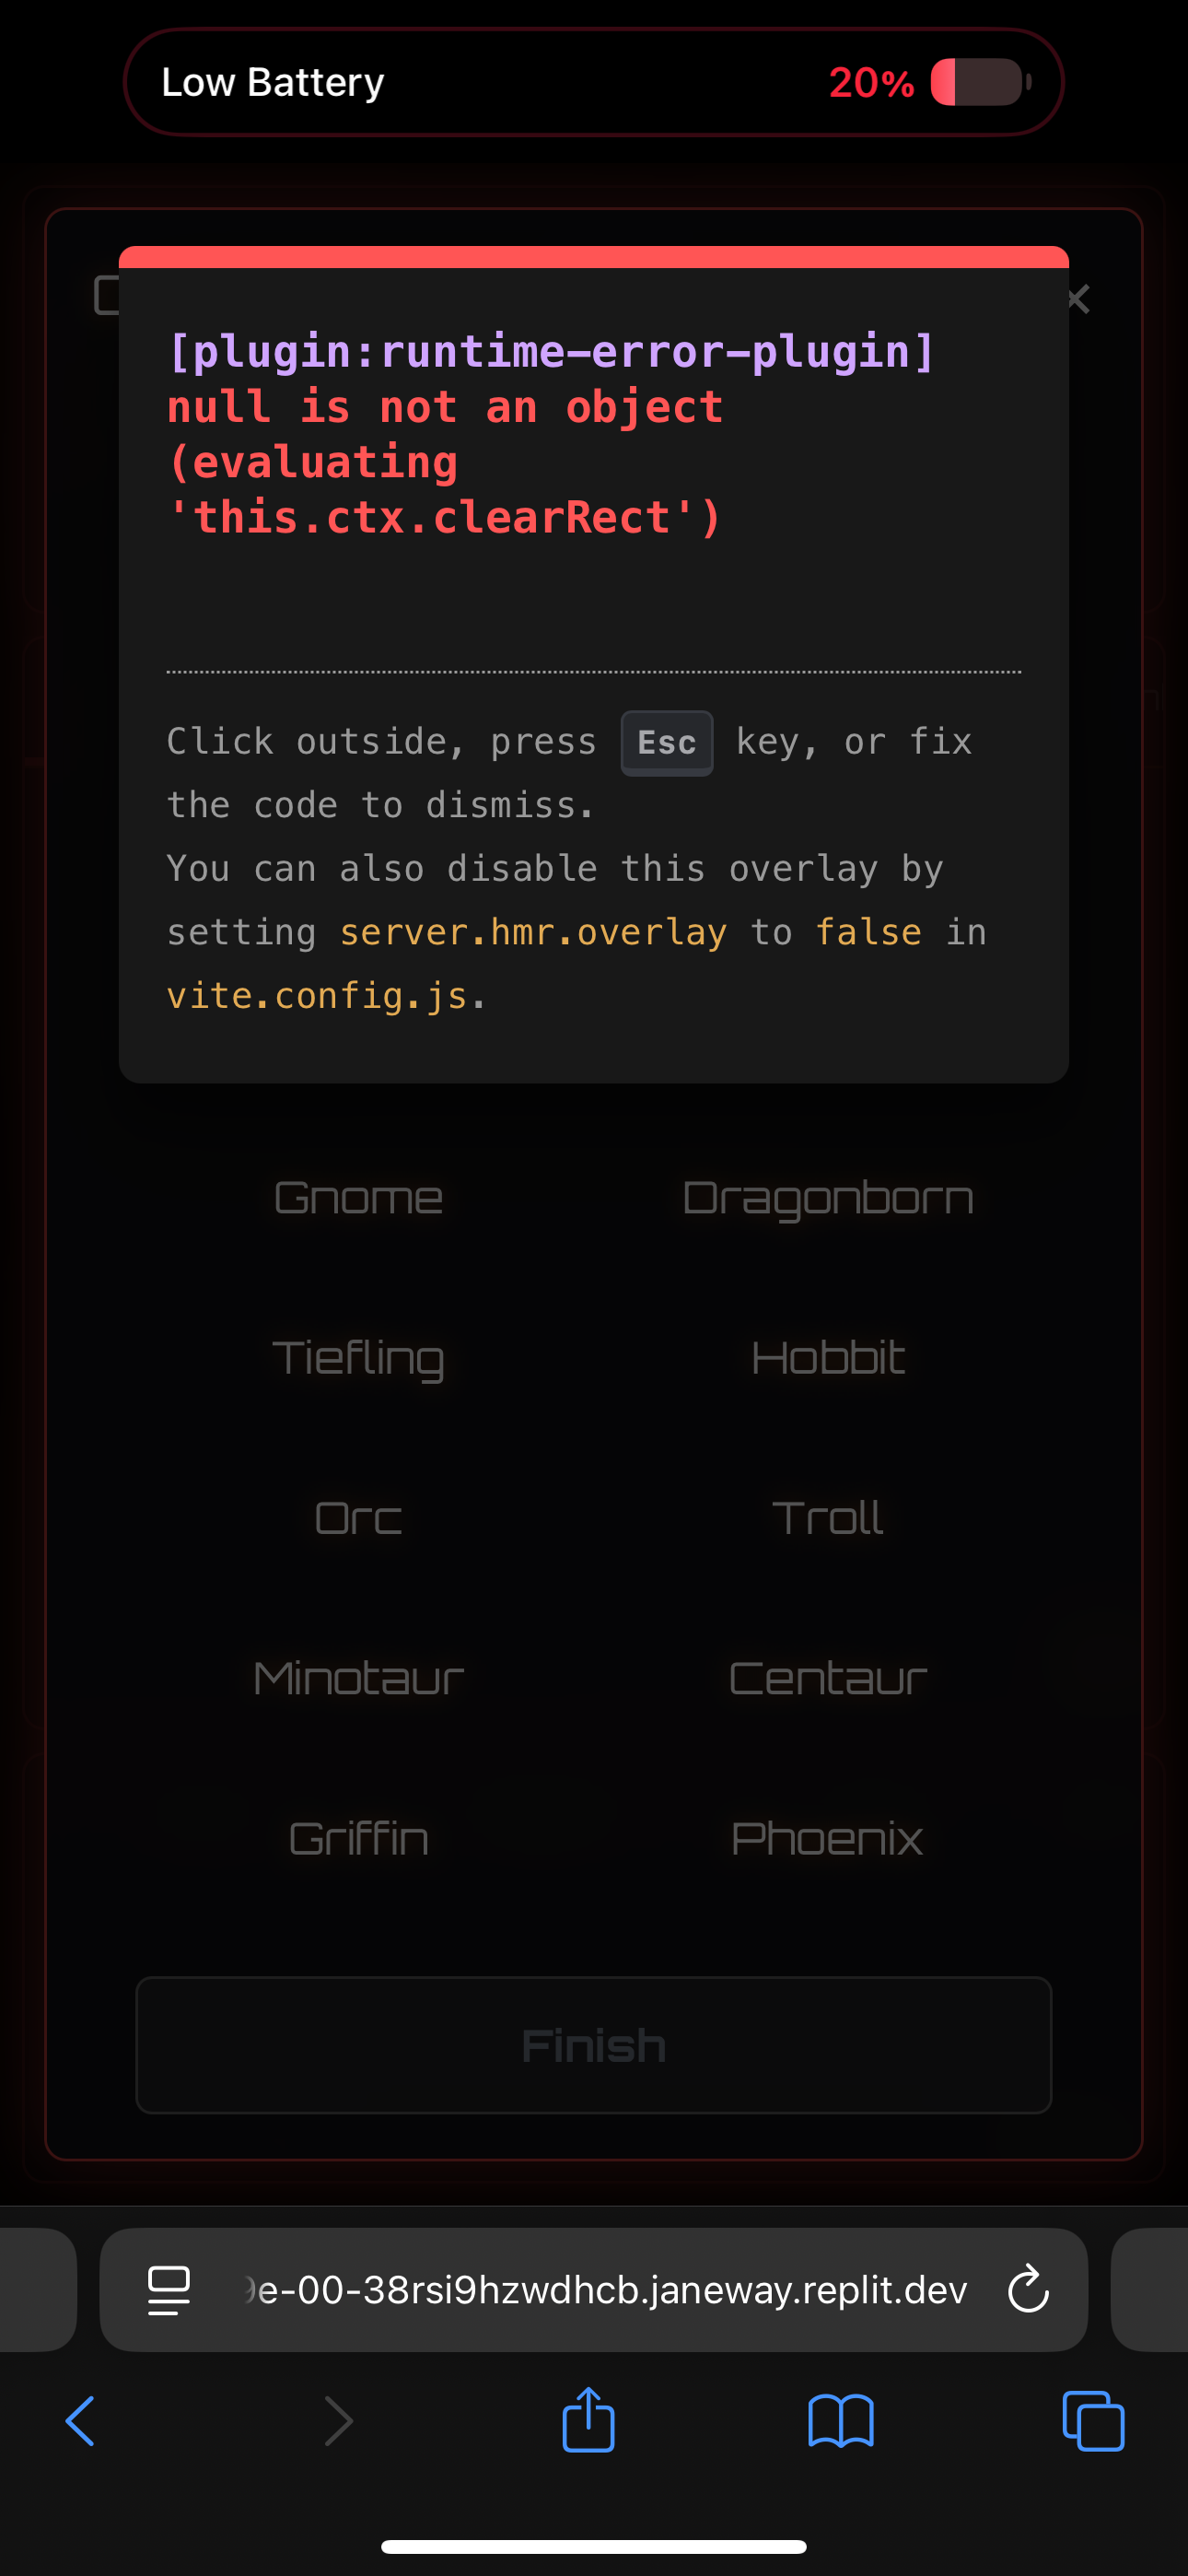 Low Battery 20%
[plugin:runtime-error-plugin]
null is not an object
(evaluating
'this.ctx.clearRect')
Click outside, press Esc key, or fix
the code to dismiss.
You can also disable this overlay by
setting server.hmr.overlay to false in
vite.config.js.
Gnome Dragonborn
Tiefling Hobbit
Orc Troll
Minotaur Centaur
Griffin Phoenix
Finish
e-00-38rsi9hzwdhcb.janeway.replit.dev